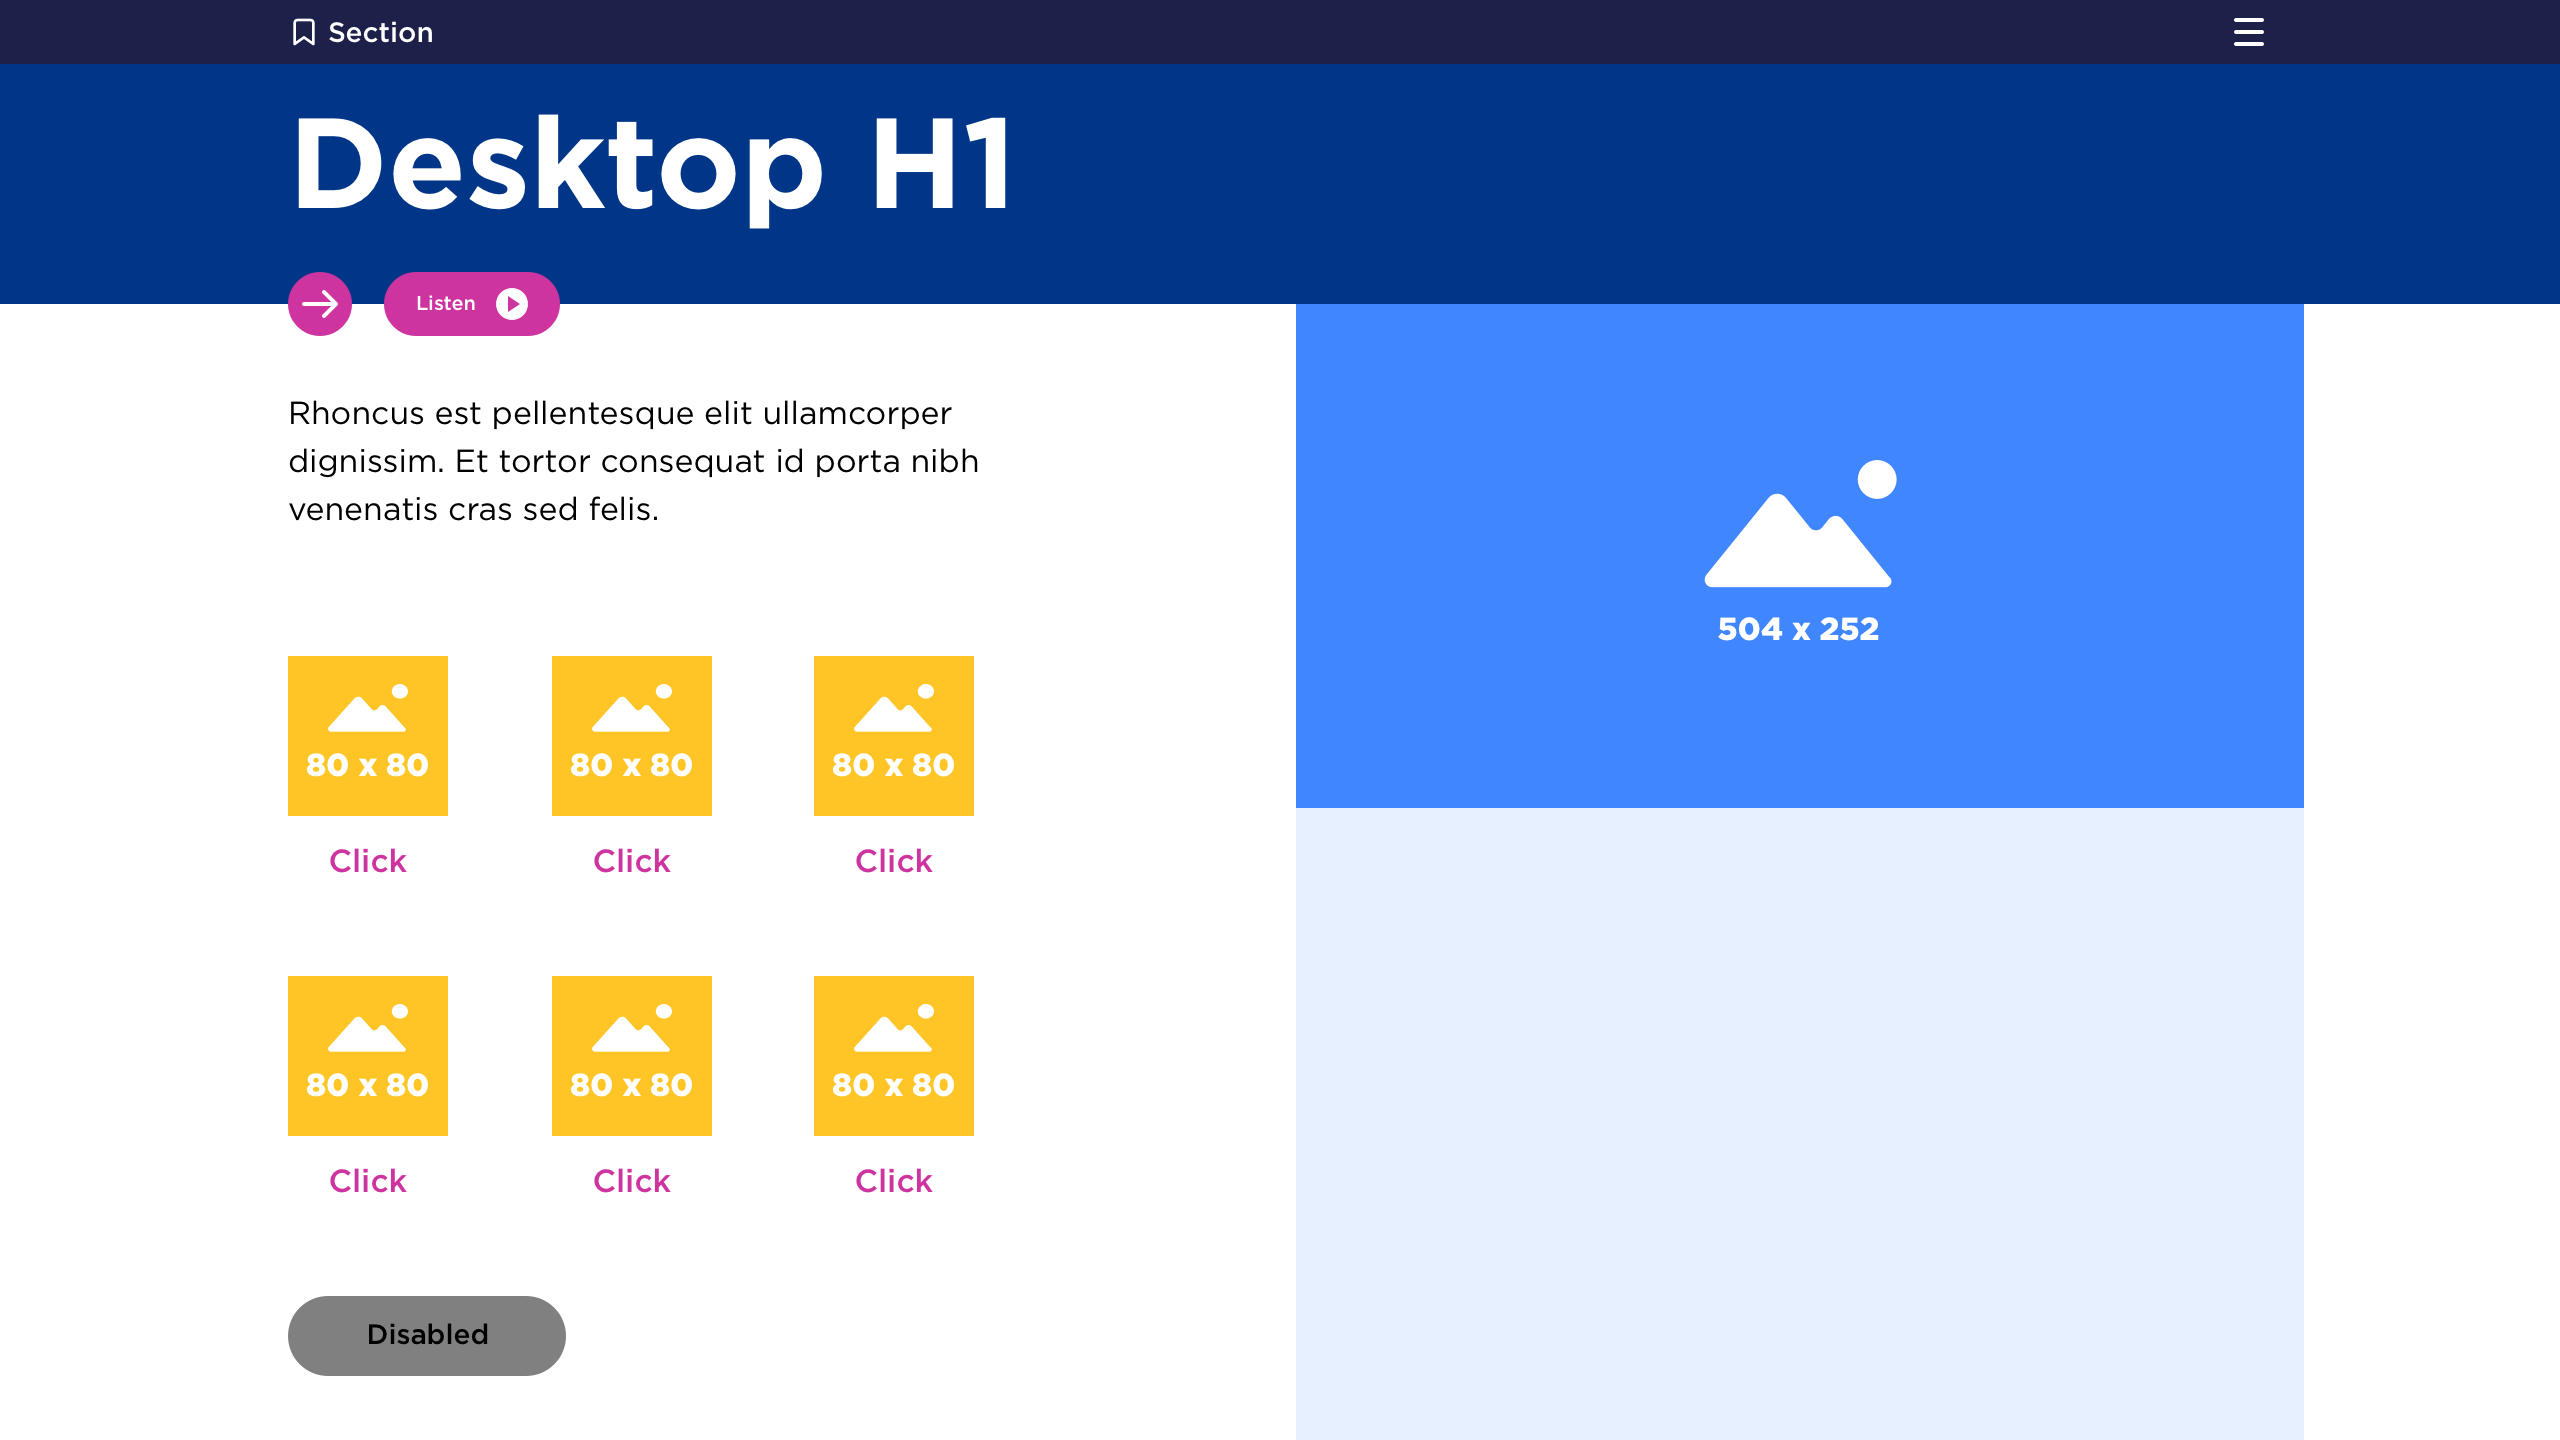 Section
Desktop H1
Listen
Rhoncus est pellentesque elit ullamcorper
dignissim. Et tortor consequat id porta nibh
venenatis cras sed felis.
504 x 252
80 x 80
80 x 80
80 x 80
Click
Click
Click
80 x 80
80 x 80
80 x 80
Click
Click
Click
Disabled